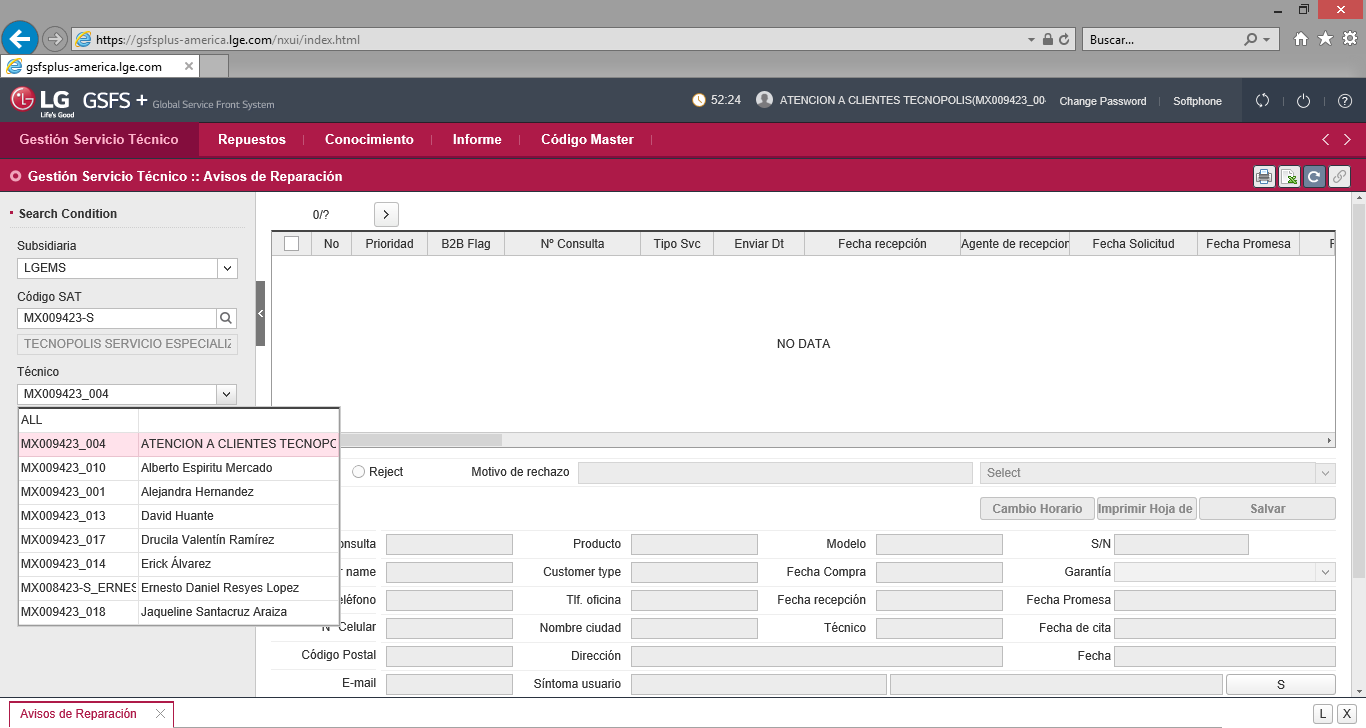 https://gsfsplus-america.lge.com/nxui/index.html
Buscar...
gsfsplus-america.lge.com
LG
Life's Good
GSFS + Global Service Front System
52:24
ATENCION A CLIENTES TECNOPOLIS(MX009423_00
Change Password
Softphone
Gestión Servicio Técnico
Repuestos
Conocimiento
Informe
Código Master
Gestión Servicio Técnico :: Avisos de Reparación
Search Condition
Subsidiaria
LGEMS
Código SAT
MX009423-S
TECNOPOLIS SERVICIO ESPECIALIZ
Técnico
MX009423_004
ALL
MX009423_004 ATENCION A CLIENTES TECNOPC
MX009423_010 Alberto Espiritu Mercado
MX009423_001 Alejandra Hernandez
MX009423_013 David Huante
MX009423_017 Drucila Valentín Ramírez
MX009423_014 Erick Álvarez
MX008423-S_ERNES Ernesto Daniel Resyes Lopez
MX009423_018 Jaqueline Santacruz Araiza
0/?
No Prioridad B2B Flag Nº Consulta Tipo Svc Enviar Dt Fecha recepción Agente de recepcion Fecha Solicitud Fecha Promesa F
NO DATA
Reject Motivo de rechazo Select
Cambio Horario Imprimir Hoja de Salvar
onsulta Producto Modelo S/N
r name Customer type Fecha Compra Garantía
eléfono Tlf. oficina Fecha recepción Fecha Promesa
Nº Celular Nombre ciudad Técnico Fecha de cita
Código Postal Dirección Fecha
E-mail Síntoma usuario S
Avisos de Reparación
L X